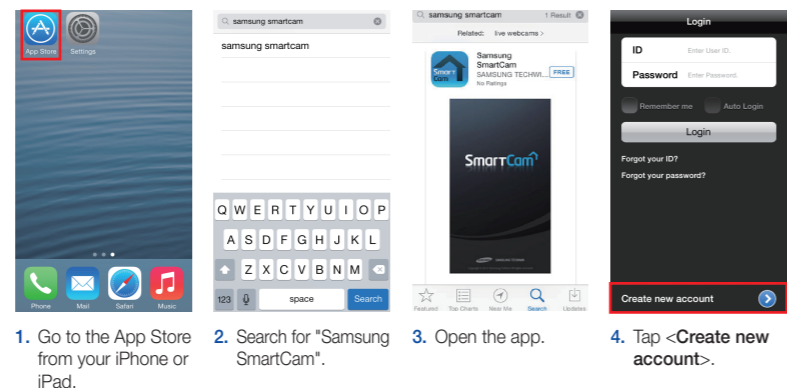 App Store
Settings
Phone
Mail
Safari
Music
1. Go to the App Store
from your iPhone or
iPad.
samsung smartcam
samsung smartcam
Q W E R T Y U I O P
A S D F G H J K L
Z X C V B N M
123 space Search
2. Search for "Samsung
SmartCam".
samsung smartcam 1 Result
Related: live webcams >
Smart
Cam
Samsung
SmartCam
SAMSUNG TECHWI... FREE
No Ratings
SmarTCam
SAMSUNG TECHWIN
Featured Top Charts Near Me Search Updates
3. Open the app.
Login
ID Enter User ID.
Password Enter Password.
Remember me Auto Login
Login
Forgot your ID?
Forgot your password?
Create new account
4. Tap <Create new
account>.